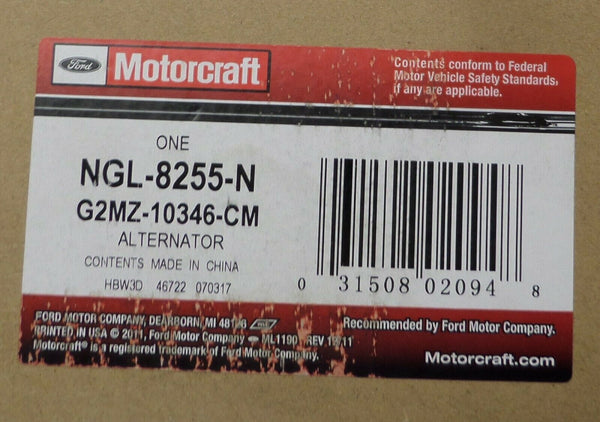 Ford Motorcraft
Contents conform to Federal
Motor Vehicle Safety Standards,
if any are applicable.
ONE
NGL-8255-N
G2MZ-10346-CM
ALTERNATOR
CONTENTS MADE IN CHINA
HBW3D 46722 070317
0 31508 02094 8
FORD MOTOR COMPANY, DEARBORN, MI
PRINTED IN USA © 2011, Ford Motor Company ML1190 REV
Motorcraft® is a registered trademark of Ford Motor Company.
Recommended by Ford Motor Company.
Motorcraft.com